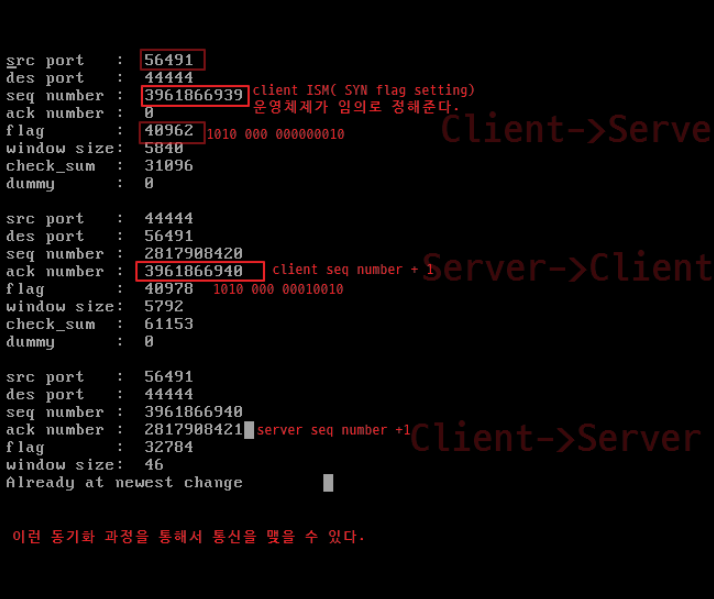 src port   :  56491
des port   :  44444
seq number :  3961866939 client ISM( SYN flag setting)
운영체제가 임의로 정해준다.
ack number :  0
flag       :  40962 1010 000 000000010
Client->Serve
window size:  5840
check_sum  :  31096
dummy      :  0
src port   :  44444
des port   :  56491
seq number :  2817908420
ack number :  3961866940 client seq number + 1
Server->Client
flag       :  40978 1010 000 00010010
window size:  5792
check_sum  :  61153
dummy      :  0
src port   :  56491
des port   :  44444
seq number :  3961866940
ack number :  2817908421 server seq number +1
Client->Server
flag       :  32784
window size:  46
Already at newest change
이런 동기화 과정을 통해서 통신을 맺을 수 있다.